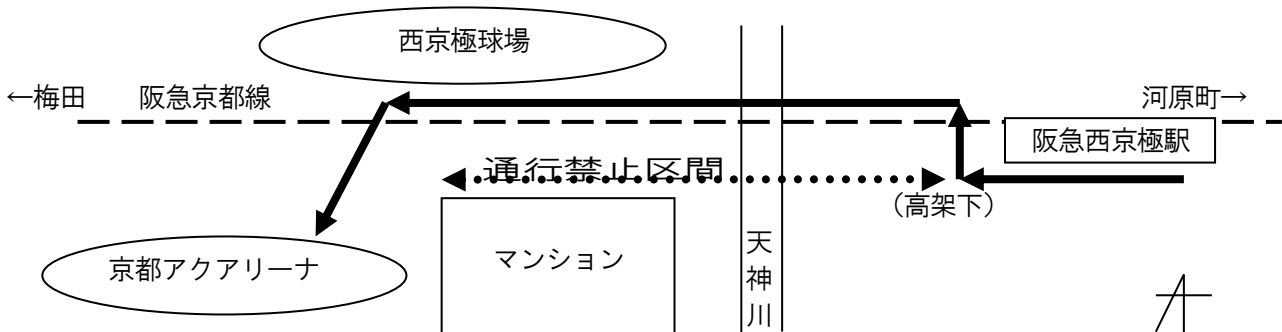 西京極球場
←梅田 阪急京都線 河原町→
阪急西京極駅
通行禁止区間
(高架下)
京都アクアリーナ
マンション
天神川